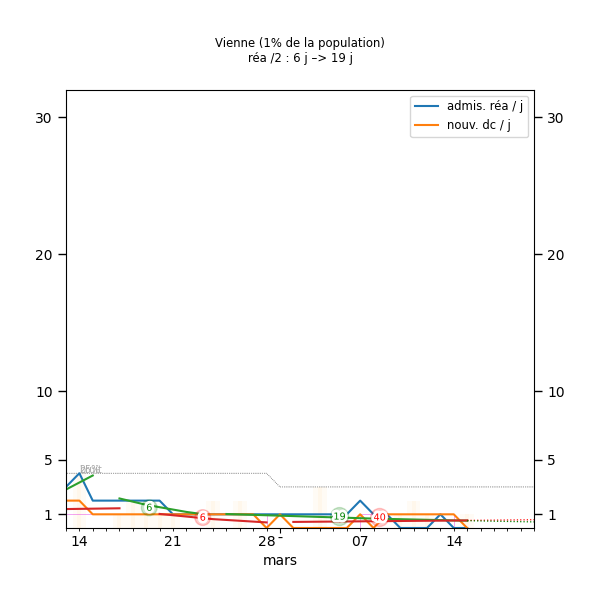 Vienne (1% de la population)
réa /2 : 6 j –> 19 j
admis. réa / j
nouv. dc / j
30 30
20 20
10 10
5 5
1 1
6
6
19
40
14 21 28 07 14
mars